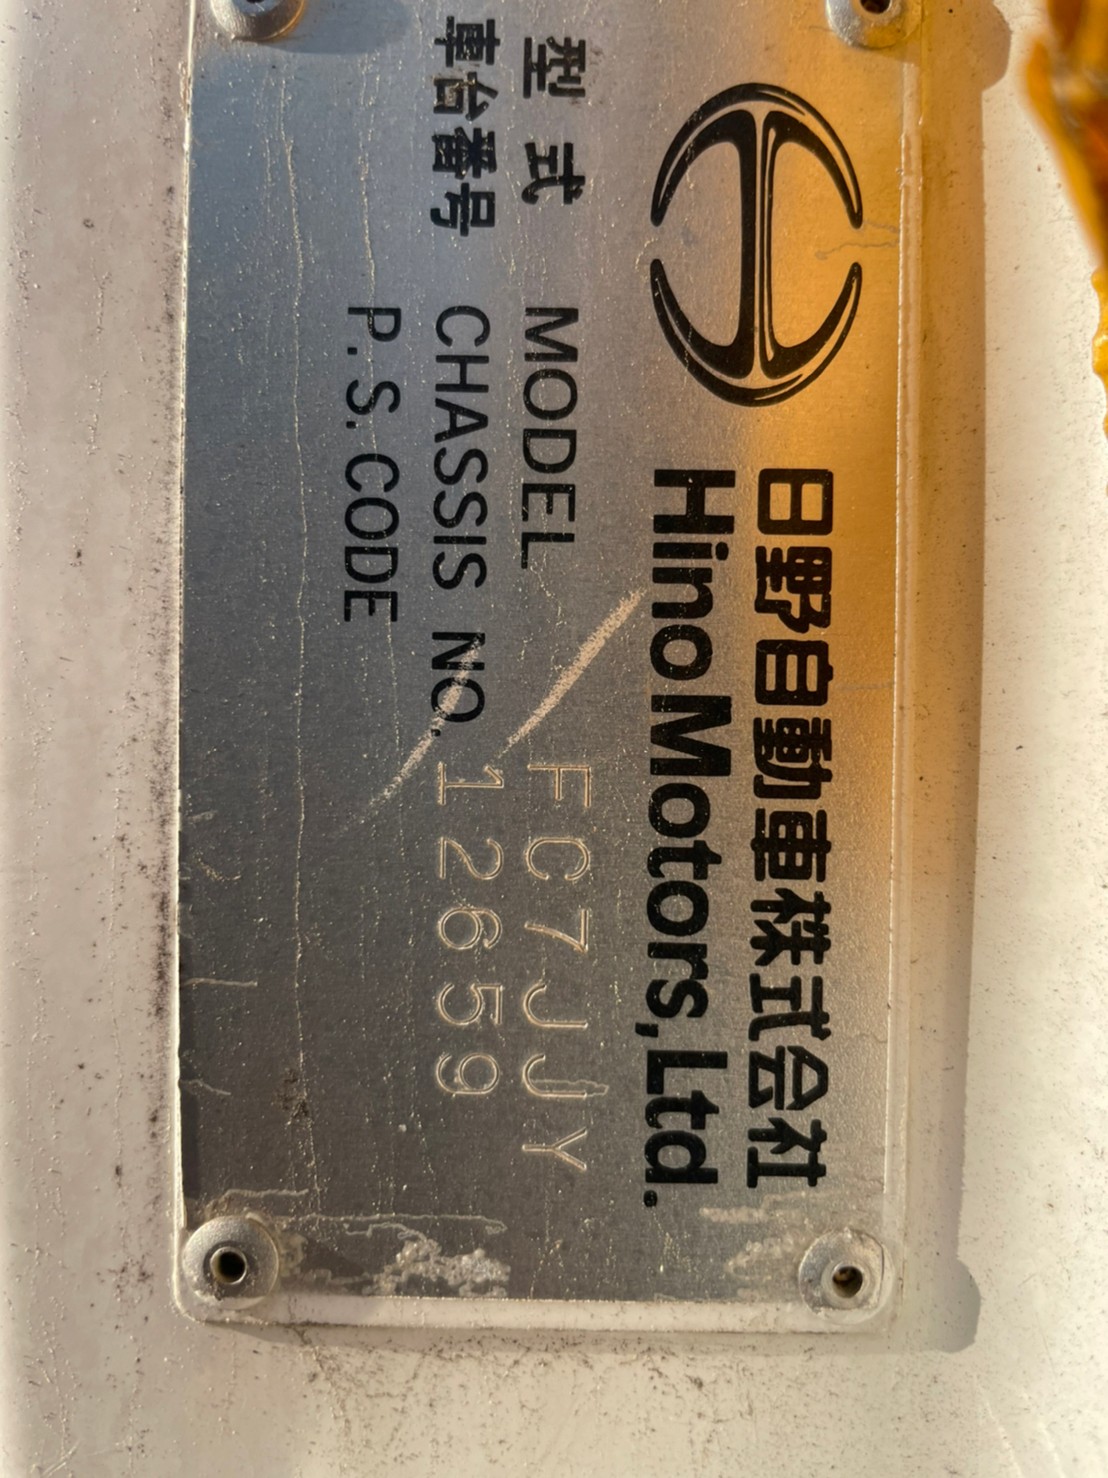 日野自動車株式会社
Hino Motors, Ltd.
型式 MODEL FC7JJY
車台番号 CHASSIS NO. 12659
P.S.CODE